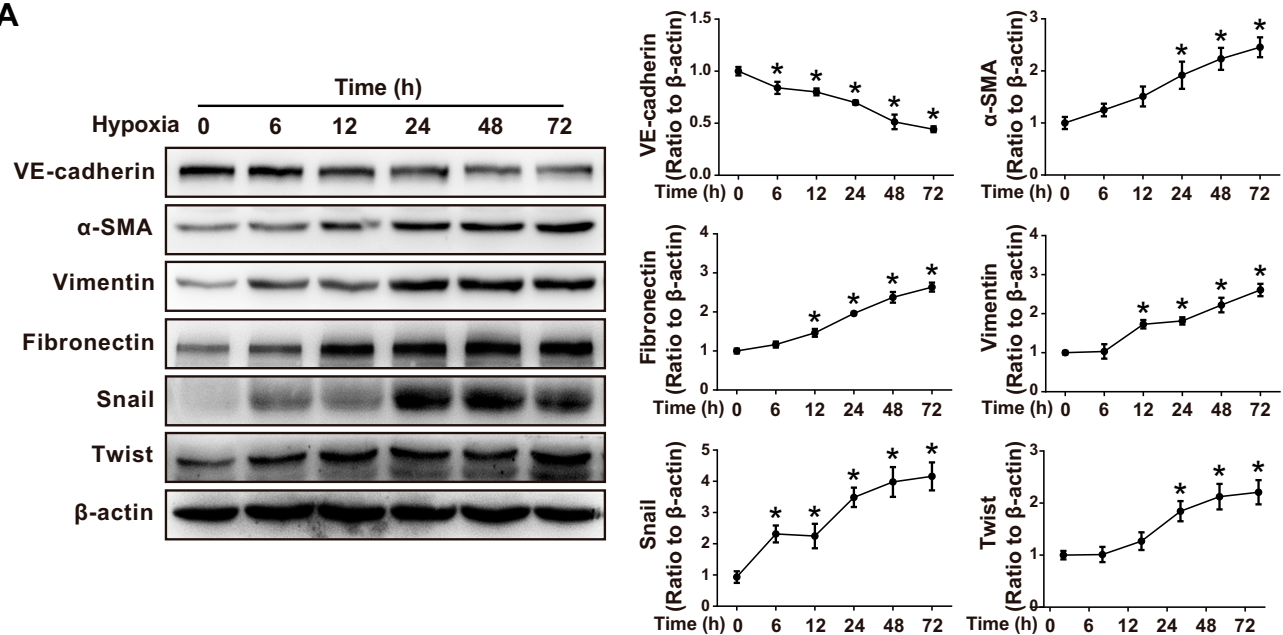 A
Time (h)
Hypoxia 0 6 12 24 48 72
VE-cadherin
α-SMA
Vimentin
Fibronectin
Snail
Twist
β-actin
VE-cadherin
(Ratio to β-actin)
1.5
1.0
0.5
0.0
* * * * *
Time (h) 0 6 12 24 48 72
α-SMA
(Ratio to β-actin)
3
2
1
0
* * *
Time (h) 0 6 12 24 48 72
Fibronectin
(Ratio to β-actin)
4
3
2
1
0
* * * *
Time (h) 0 6 12 24 48 72
Vimentin
(Ratio to β-actin)
4
3
2
1
0
* * * *
Time (h) 0 6 12 24 48 72
Snail
(Ratio to β-actin)
5
4
3
2
1
0
* * * * *
Time (h) 0 6 12 24 48 72
Twist
(Ratio to β-actin)
3
2
1
0
* * *
Time (h) 0 6 12 24 48 72